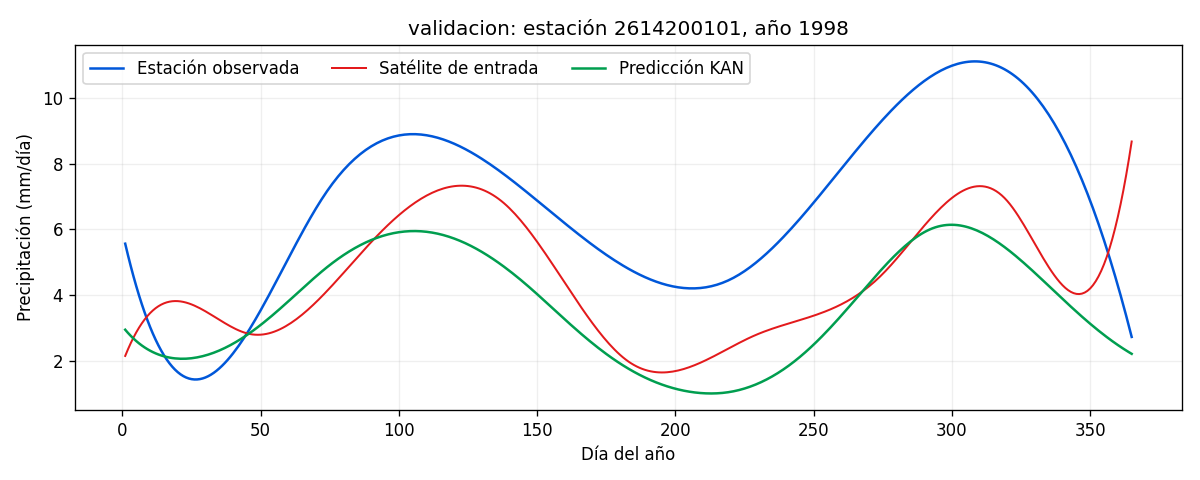 validacion: estación 2614200101, año 1998
Estación observada
Satélite de entrada
Predicción KAN
Precipitación (mm/día)
10
8
6
4
2
0 50 100 150 200 250 300 350
Día del año